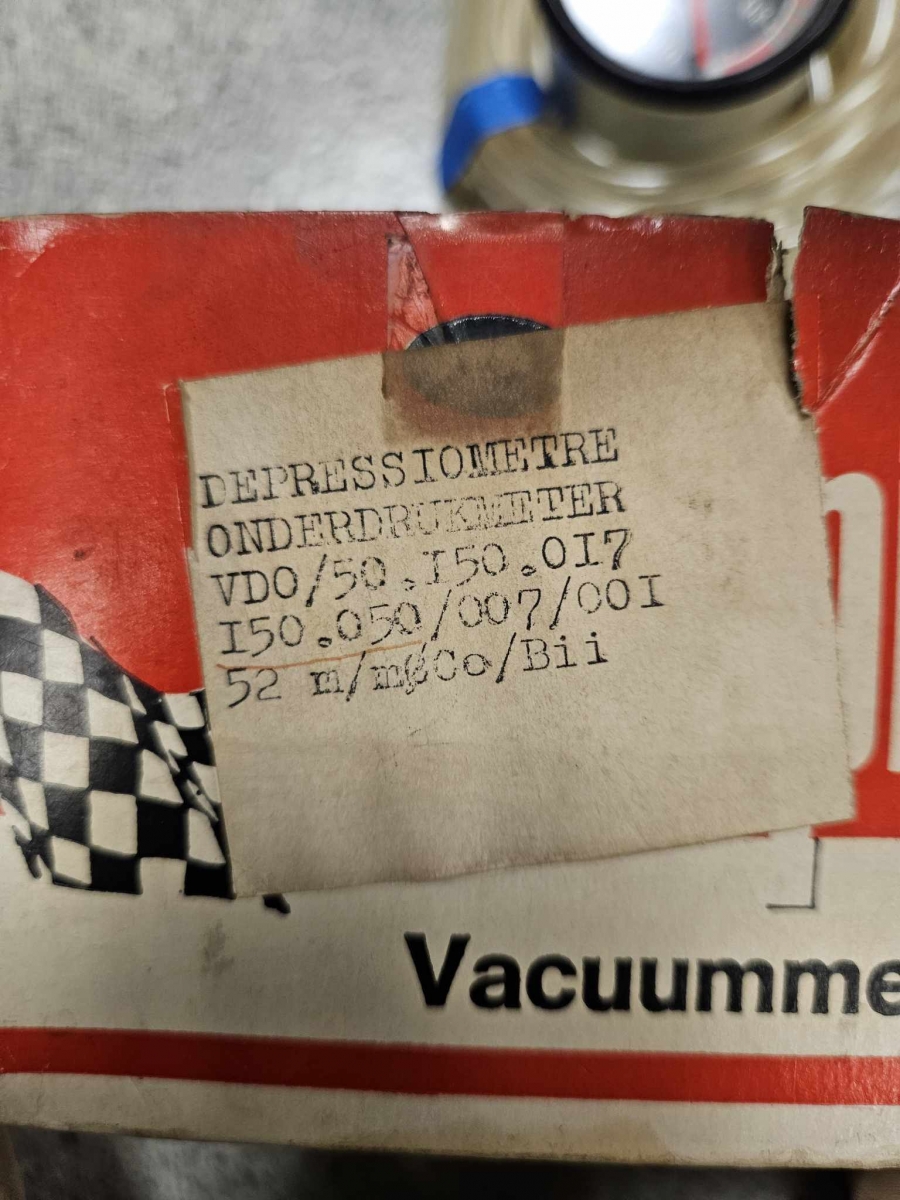 DEPRESSIOMETRE
ONDERDRUKMETER
VDO/50.I50.0I7
I50.050/007/00I
52 m/mØCo/Bii
Vacuumme